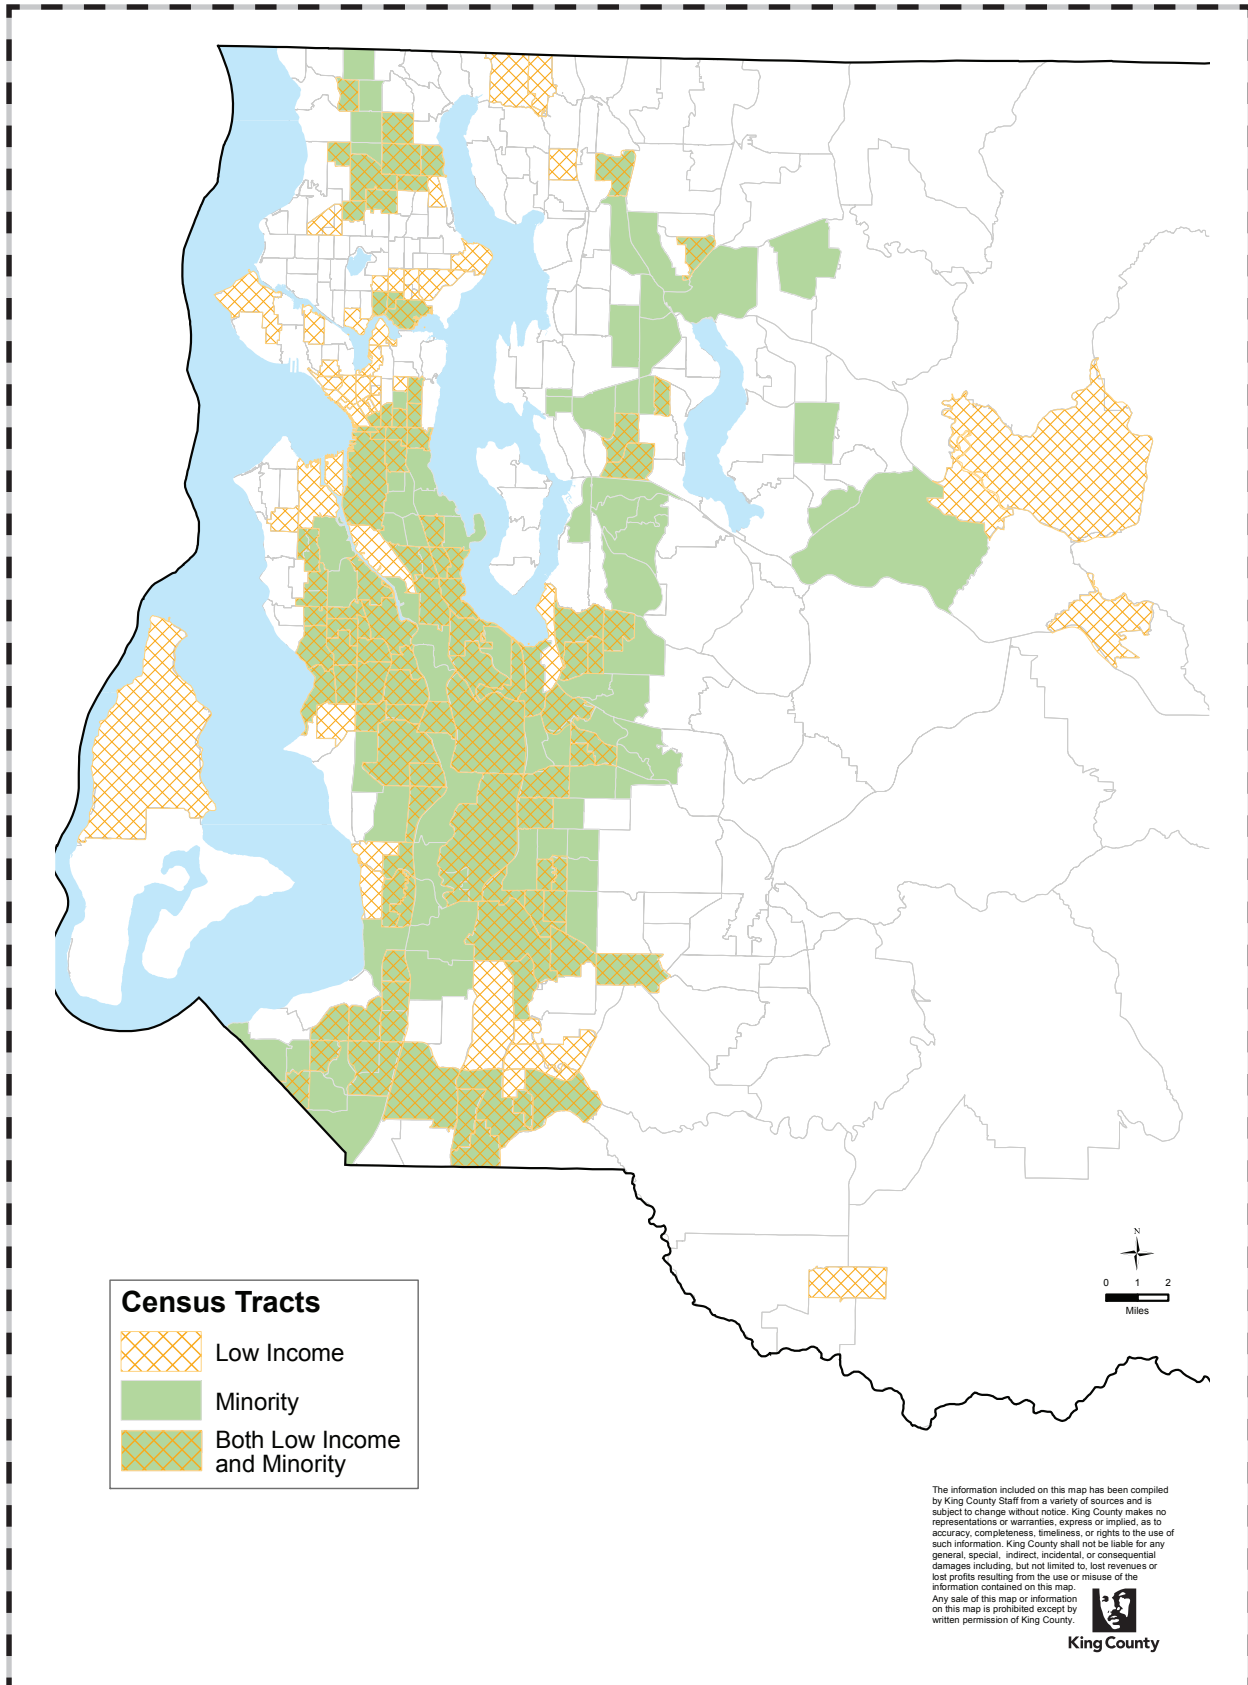 N
0 1 2
Miles
Census Tracts
Low Income
Minority
Both Low Income
and Minority
The information included on this map has been compiled
by King County Staff from a variety of sources and is
subject to change without notice. King County makes no
representations or warranties, express or implied, as to
accuracy, completeness, timeliness, or rights to the use of
such information. King County shall not be liable for any
general, special, indirect, incidental, or consequential
damages including, but not limited to, lost revenues or
lost profits resulting from the use or misuse of the
information contained on this map.
Any sale of this map or information
on this map is prohibited except by
written permission of King County.
King County